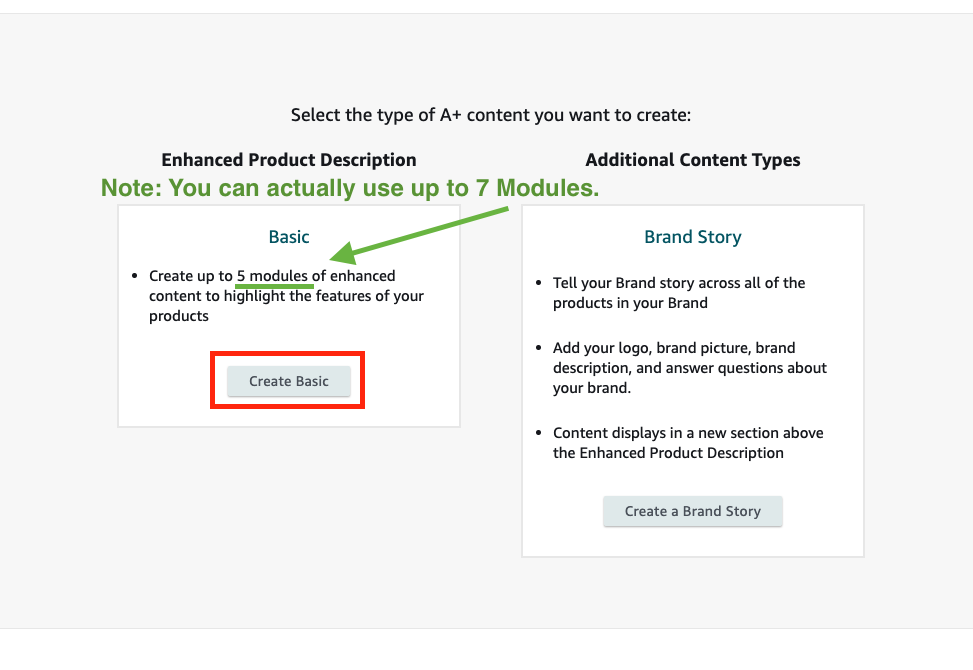 Select the type of A+ content you want to create:
Enhanced Product Description
Additional Content Types
Note: You can actually use up to 7 Modules.
Basic
Create up to 5 modules of enhanced
content to highlight the features of your
products
Create Basic
Brand Story
Tell your Brand story across all of the
products in your Brand
Add your logo, brand picture, brand
description, and answer questions about
your brand.
Content displays in a new section above
the Enhanced Product Description
Create a Brand Story